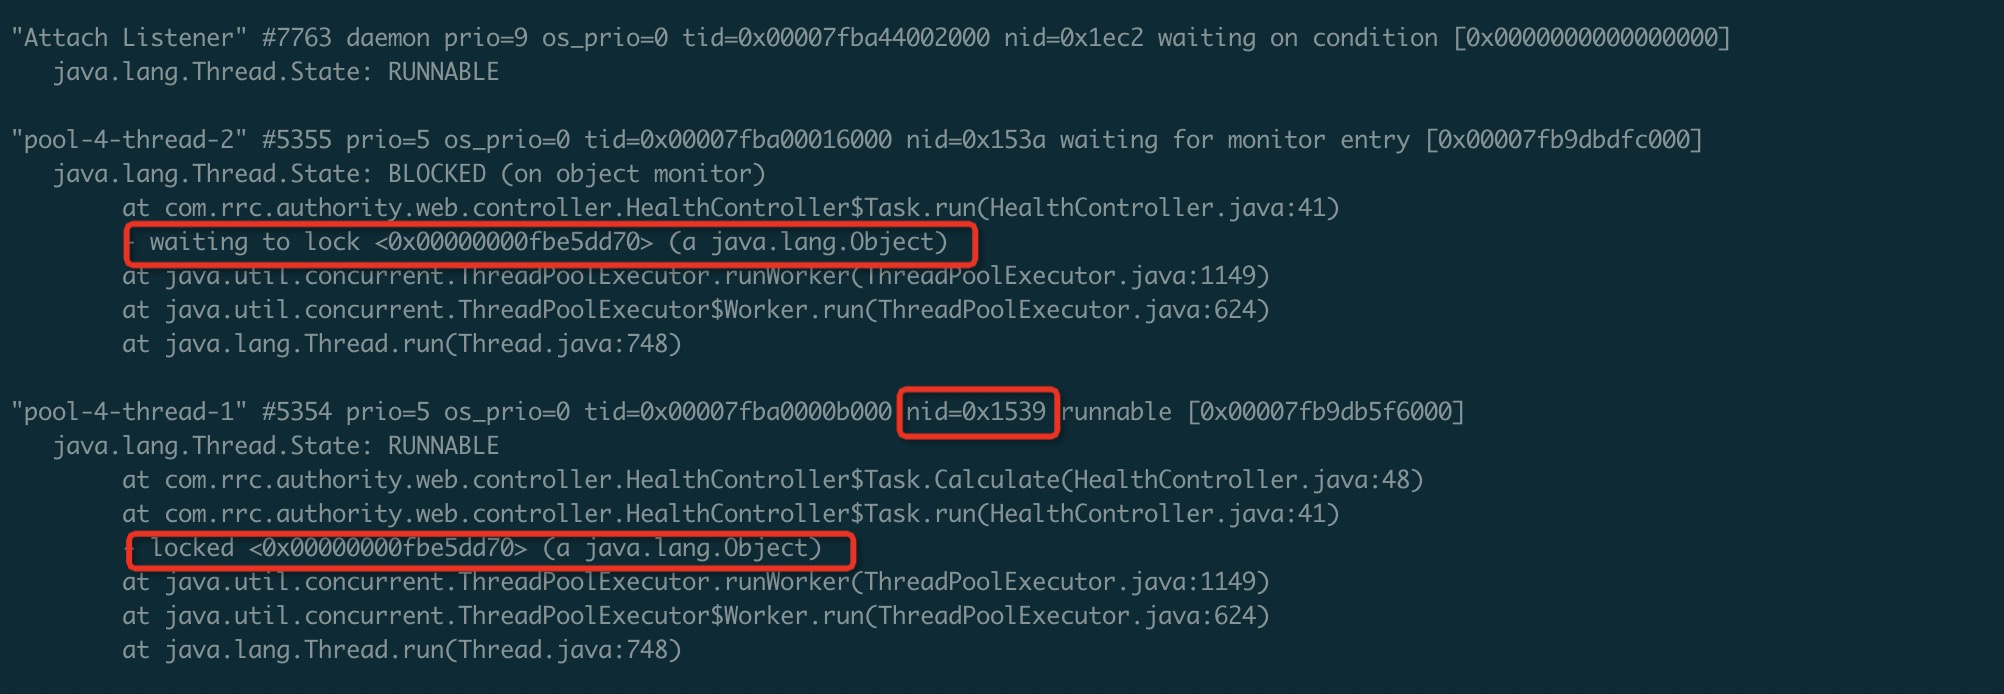 "Attach Listener" #7763 daemon prio=9 os_prio=0 tid=0x00007fba44002000 nid=0x1ec2 waiting on condition [0x0000000000000000]
java.lang.Thread.State: RUNNABLE
"pool-4-thread-2" #5355 prio=5 os_prio=0 tid=0x00007fba00016000 nid=0x153a waiting for monitor entry [0x00007fb9dbdfc000]
java.lang.Thread.State: BLOCKED (on object monitor)
at com.rrc.authority.web.controller.HealthController$Task.run(HealthController.java:41)
- waiting to lock <0x00000000fbe5dd70> (a java.lang.Object)
at java.util.concurrent.ThreadPoolExecutor.runWorker(ThreadPoolExecutor.java:1149)
at java.util.concurrent.ThreadPoolExecutor$Worker.run(ThreadPoolExecutor.java:624)
at java.lang.Thread.run(Thread.java:748)
"pool-4-thread-1" #5354 prio=5 os_prio=0 tid=0x00007fba0000b000 nid=0x1539 runnable [0x00007fb9db5f6000]
java.lang.Thread.State: RUNNABLE
at com.rrc.authority.web.controller.HealthController$Task.Calculate(HealthController.java:48)
at com.rrc.authority.web.controller.HealthController$Task.run(HealthController.java:41)
- locked <0x00000000fbe5dd70> (a java.lang.Object)
at java.util.concurrent.ThreadPoolExecutor.runWorker(ThreadPoolExecutor.java:1149)
at java.util.concurrent.ThreadPoolExecutor$Worker.run(ThreadPoolExecutor.java:624)
at java.lang.Thread.run(Thread.java:748)